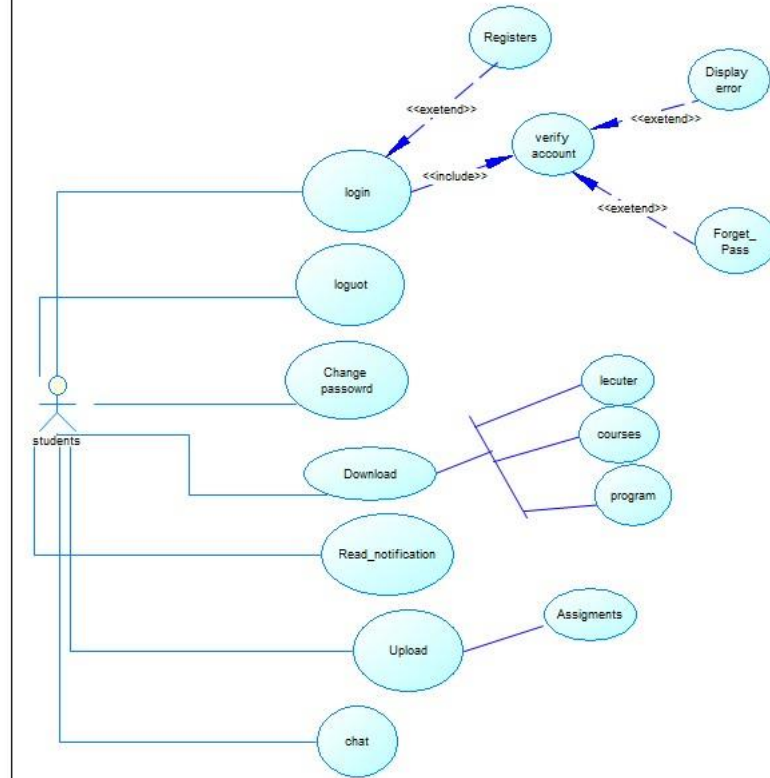 Registers
Display
error
<<exetend>>
<<exetend>>
verify
account
<<include>>
login
<<exetend>>
Forget_
Pass
loguot
Change
passowrd
lecuter
students
courses
Download
program
Read_notification
Assigments
Upload
chat